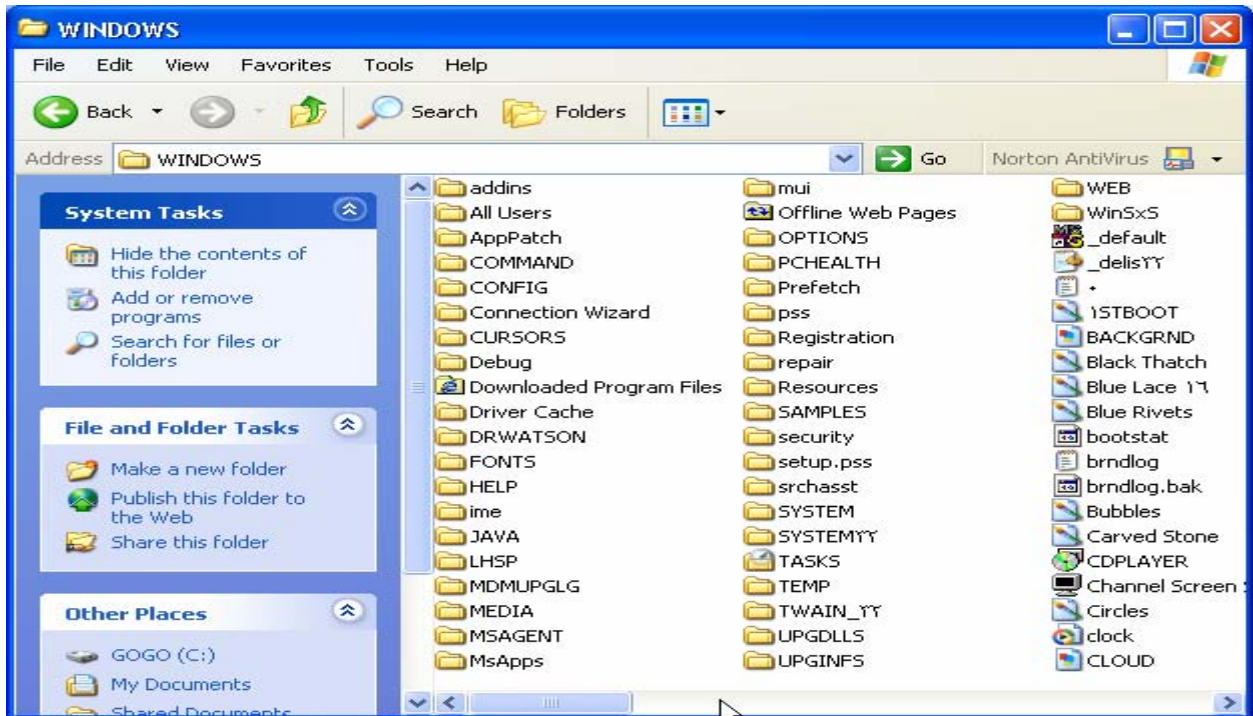 WINDOWS
File Edit View Favorites Tools Help
Back Search Folders
Address WINDOWS Go Norton AntiVirus
System Tasks
Hide the contents of
this folder
Add or remove
programs
Search for files or
folders
File and Folder Tasks
Make a new folder
Publish this folder to
the Web
Share this folder
Other Places
GOGO (C:)
My Documents
Shared Documents
addins
All Users
AppPatch
COMMAND
CONFIG
Connection Wizard
CURSORS
Debug
Downloaded Program Files
Driver Cache
DRWATSON
FONTS
HELP
ime
JAVA
LHSP
MDMUPGLG
MEDIA
MSAGENT
MsApps
mui
Offline Web Pages
OPTIONS
PCHEALTH
Prefetch
pss
Registration
repair
Resources
SAMPLES
security
setup.pss
srchasst
SYSTEM
SYSTEM٣٢
TASKS
TEMP
TWAIN_٣٢
UPGDLLS
UPGINFS
WEB
WinSxS
_default
_delis٣٢
٠
١STBOOT
BACKGRND
Black Thatch
Blue Lace ١٦
Blue Rivets
bootstat
brndlog
brndlog.bak
Bubbles
Carved Stone
CDPLAYER
Channel Screen
Circles
clock
CLOUD